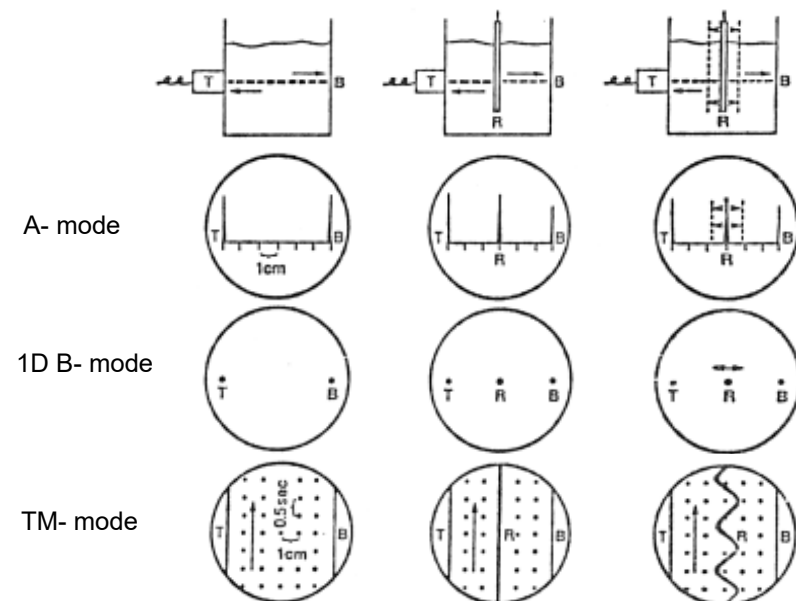 T B
T B
R
T B
R
A- mode
T B
1cm
T R B
T R B
1D B- mode
T B
T R B
T R B
TM- mode
T 0.5 sec B
1cm
T R B
T R B